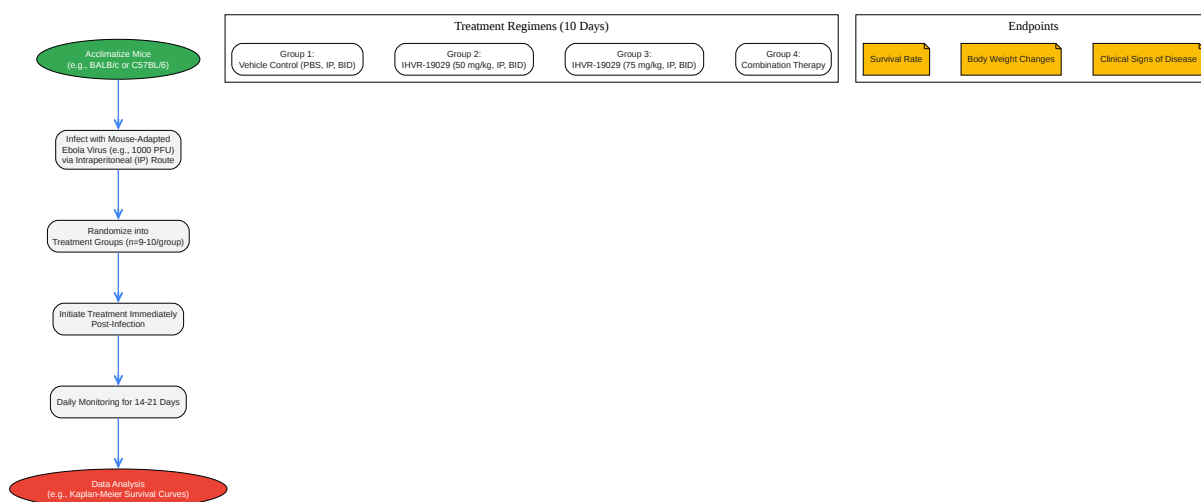 Acclimatize Mice
(e.g., BALB/c or C57BL/6)
Infect with Mouse-Adapted
Ebola Virus (e.g., 1000 PFU)
via Intraperitoneal (IP) Route
Randomize into
Treatment Groups (n=9-10/group)
Initiate Treatment Immediately
Post-Infection
Daily Monitoring for 14-21 Days
Data Analysis
(e.g., Kaplan-Meier Survival Curves)
Treatment Regimens (10 Days)
Group 1:
Vehicle Control (PBS, IP, BID)
Group 2:
IHVR-19029 (50 mg/kg, IP, BID)
Group 3:
IHVR-19029 (75 mg/kg, IP, BID)
Group 4:
Combination Therapy
Endpoints
Survival Rate
Body Weight Changes
Clinical Signs of Disease